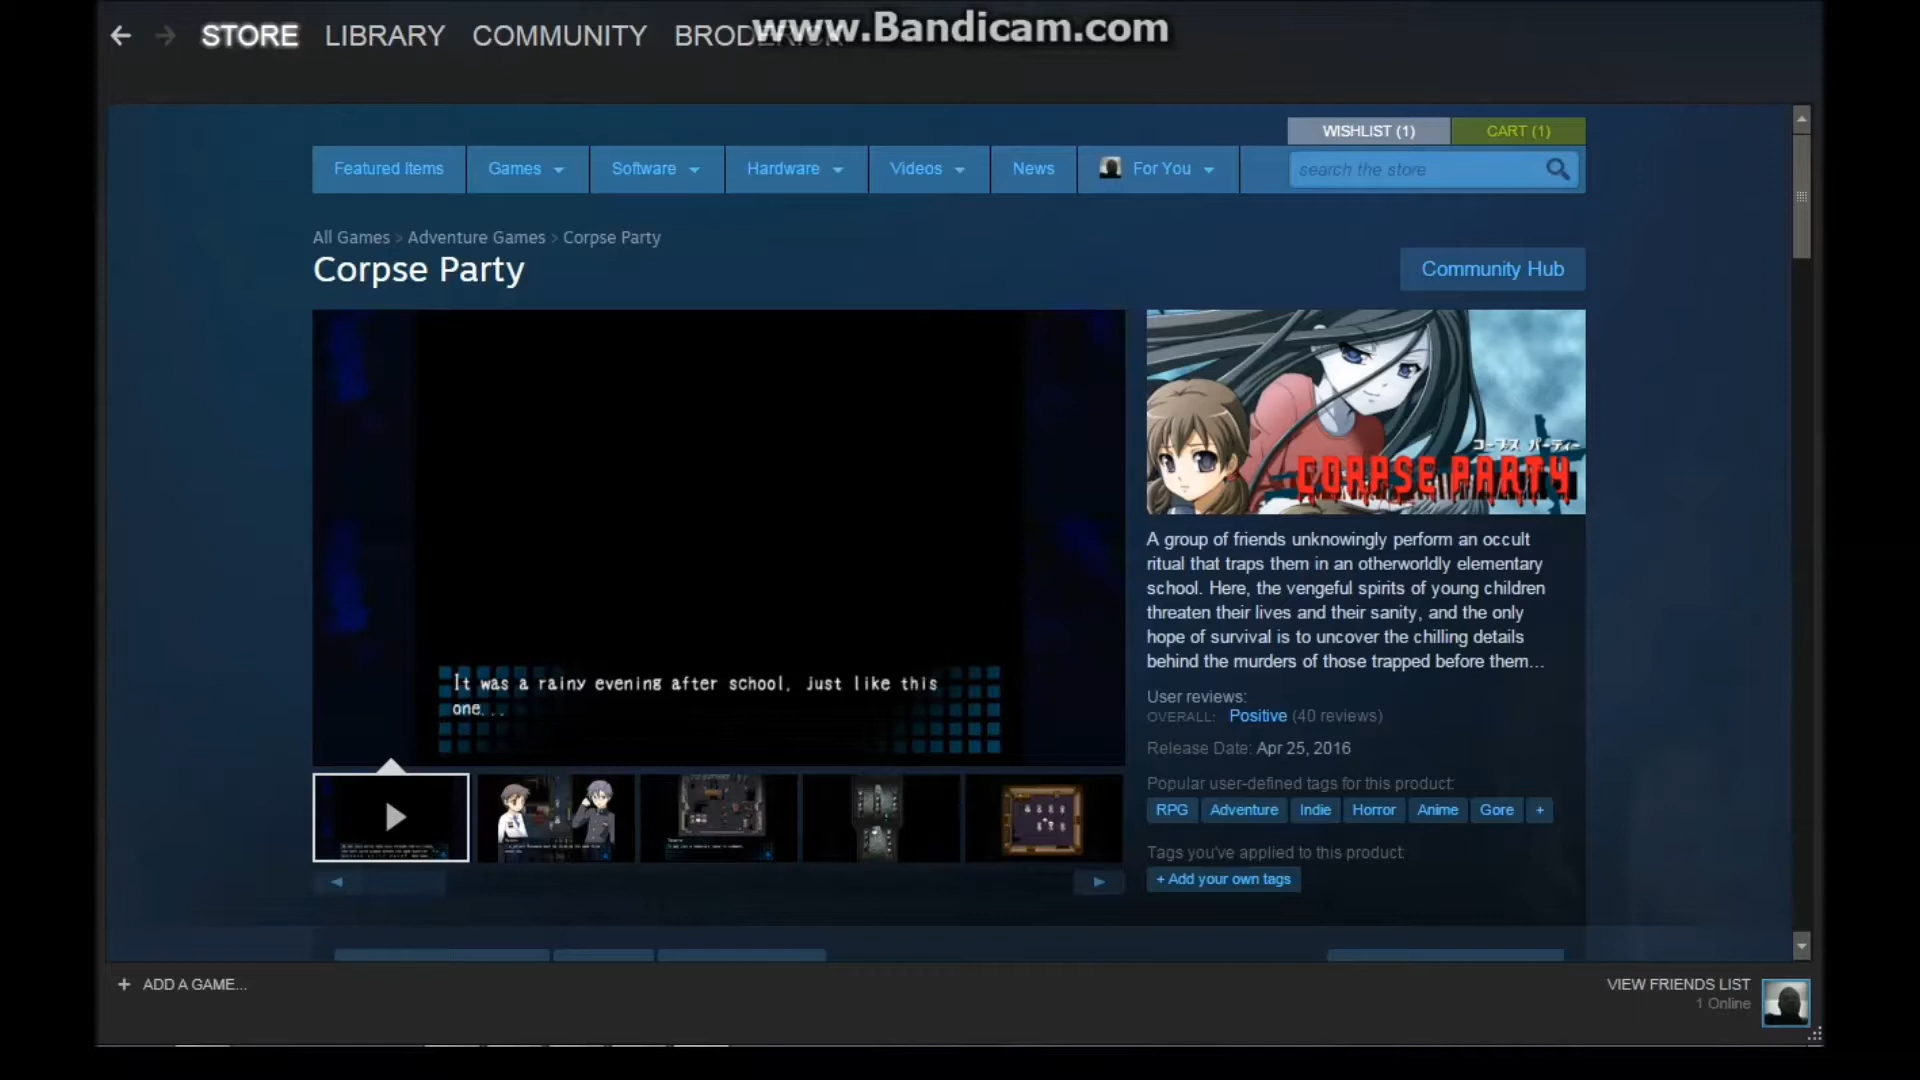 STORE LIBRARY COMMUNITY BRODERICK
www.Bandicam.com
WISHLIST (1) CART (1)
Featured Items Games Software Hardware Videos News For You search the store
All Games > Adventure Games > Corpse Party
Corpse Party
Community Hub
コープス パーティー
CORPSE PARTY
It was a rainy evening after school, just like this
one...
A group of friends unknowingly perform an occult
ritual that traps them in an otherworldly elementary
school. Here, the vengeful spirits of young children
threaten their lives and their sanity, and the only
hope of survival is to uncover the chilling details
behind the murders of those trapped before them...
User reviews:
OVERALL: Positive (40 reviews)
Release Date: Apr 25, 2016
Popular user-defined tags for this product:
RPG Adventure Indie Horror Anime Gore +
Tags you've applied to this product:
+ Add your own tags
+ ADD A GAME...
VIEW FRIENDS LIST
1 Online